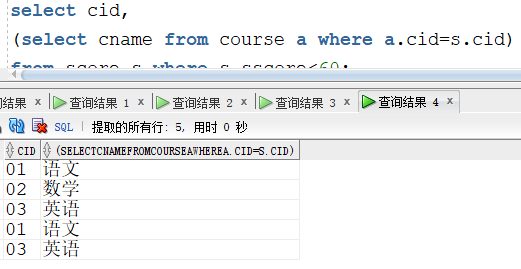 select cid,
(select cname from course a where a.cid=s.cid)
from score s where s.sscore<60;
结果 × 查询结果 1 × 查询结果 2 × 查询结果 3 × 查询结果 4 ×
SQL | 提取的所有行: 5, 用时 0 秒
CID (SELECTCNAMEFROMCOURSEAWHEREA.CID=S.CID)
01 语文
02 数学
03 英语
01 语文
03 英语